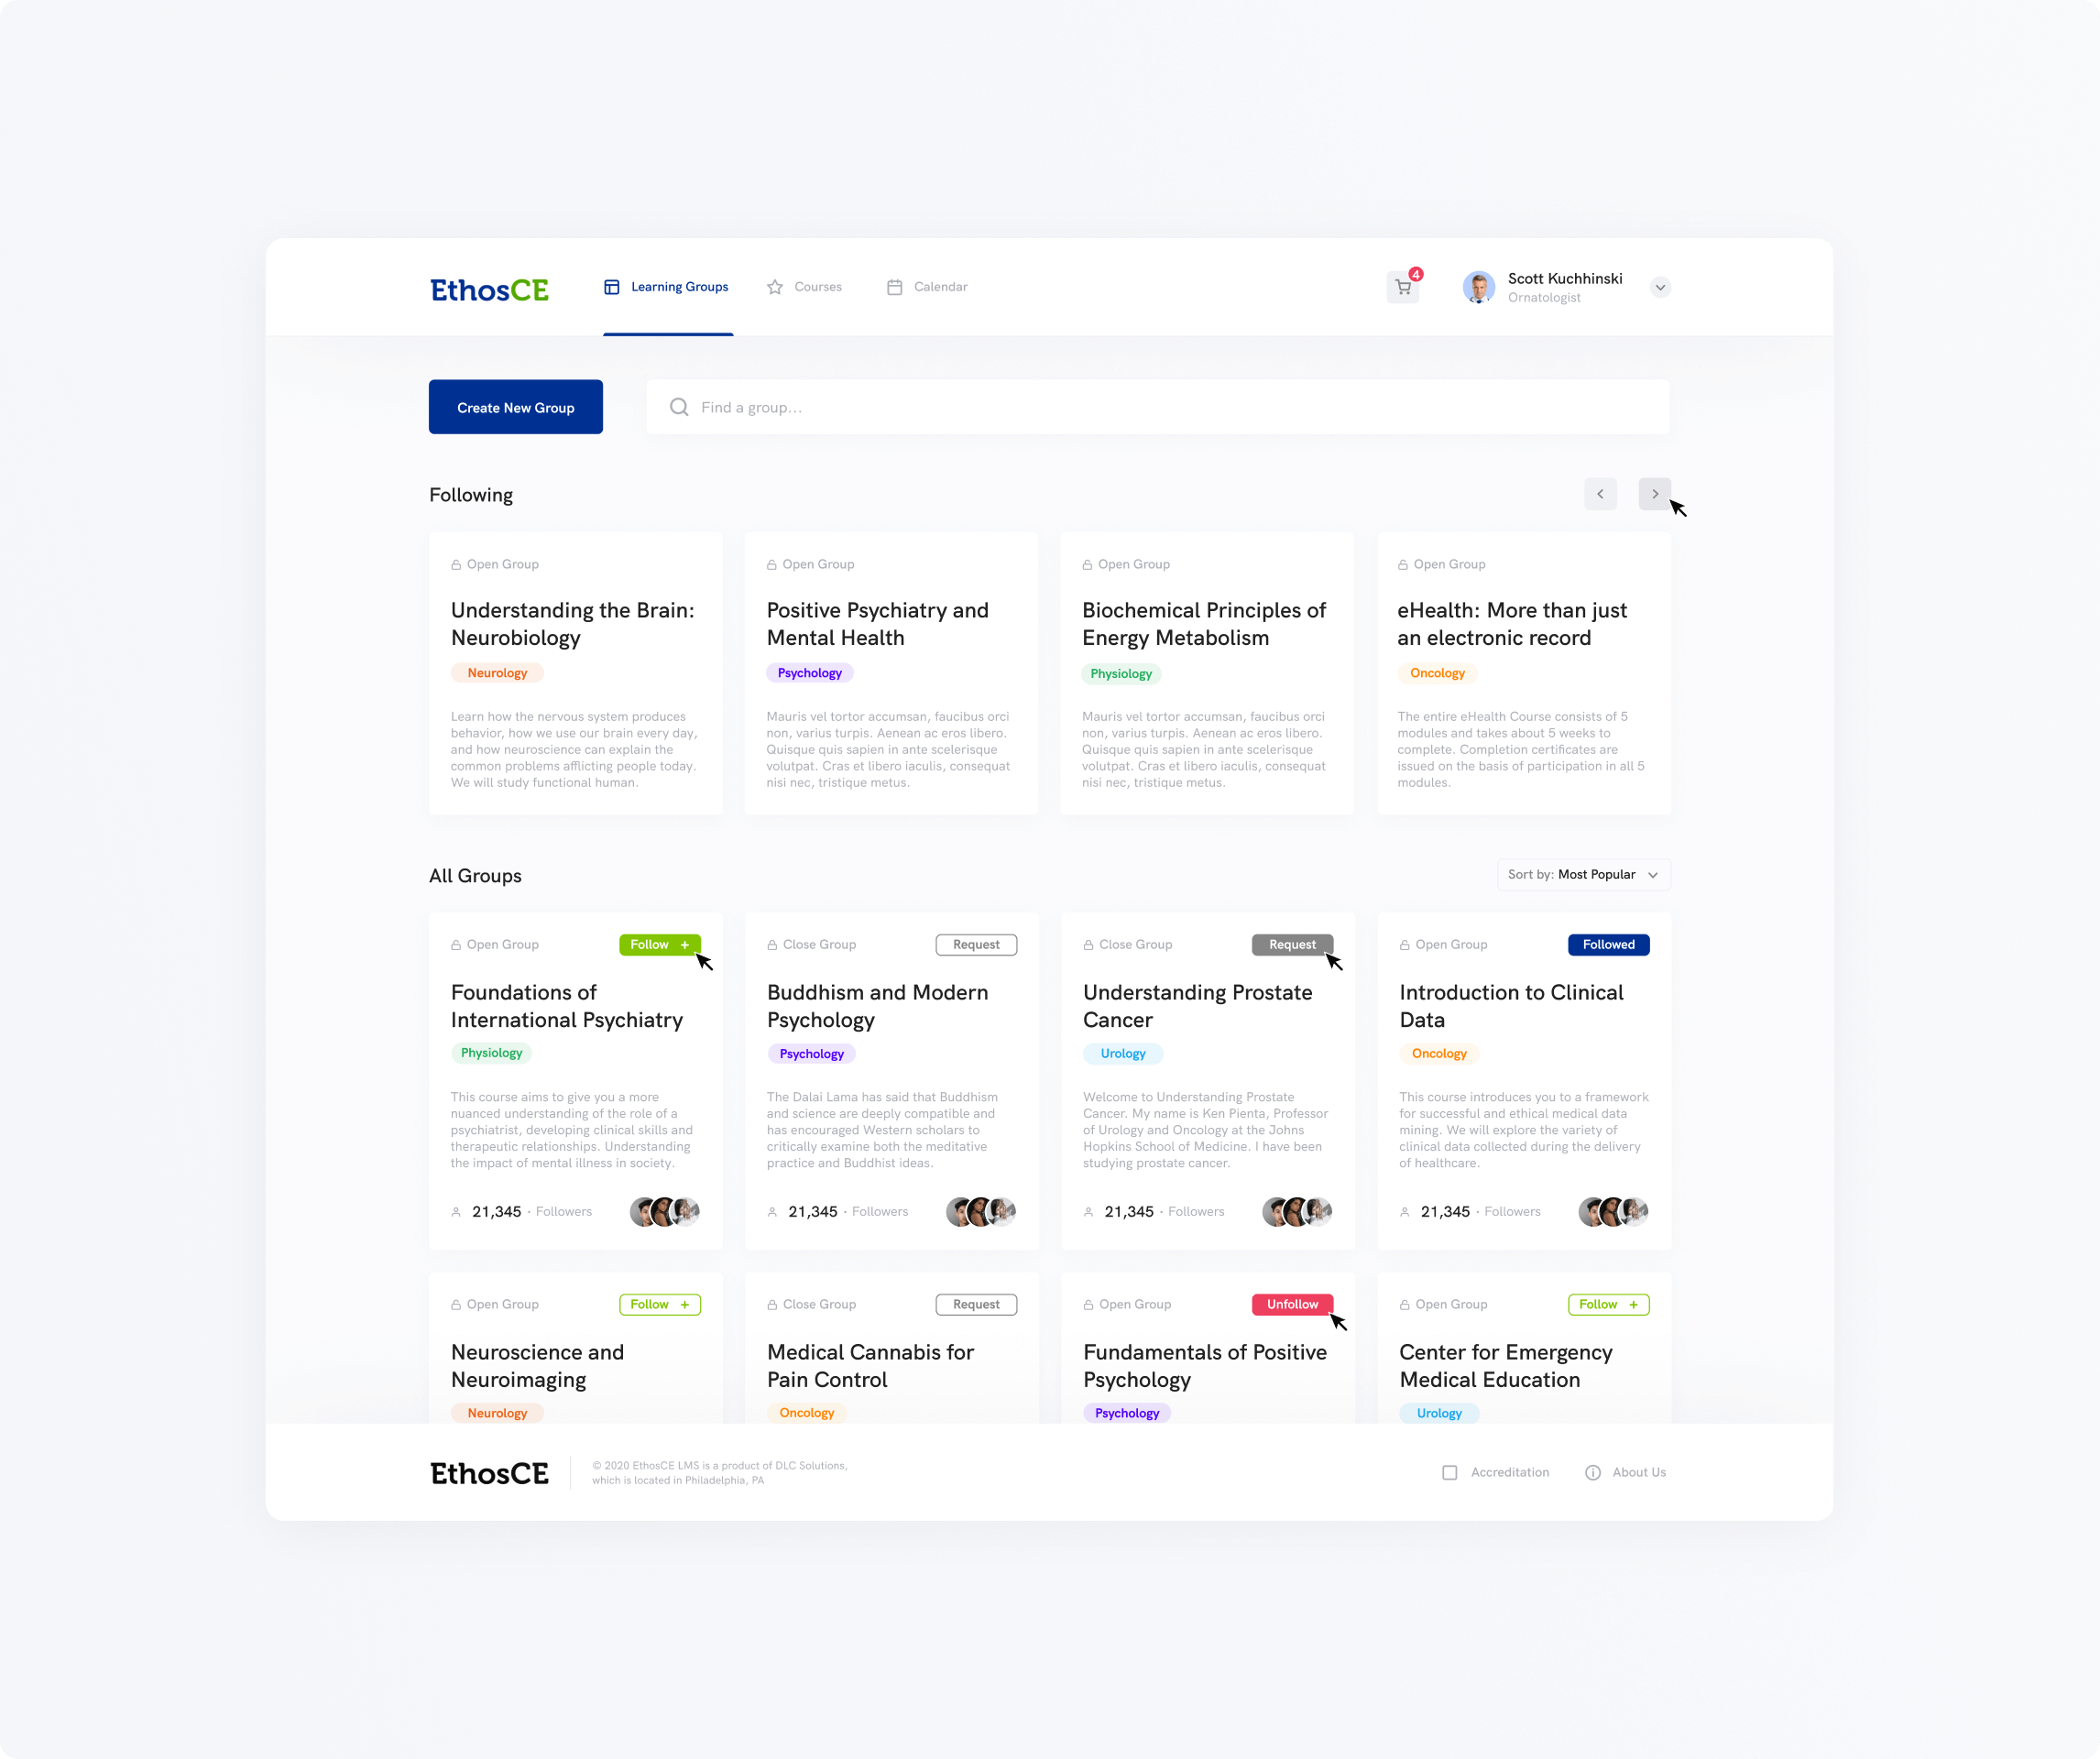 EthosCE
Learning Groups
Courses
Calendar
4
Scott Kuchhinski
Ornatologist
Create New Group
Find a group...
Following
Open Group
Understanding the Brain:
Neurobiology
Neurology
Learn how the nervous system produces
behavior, how we use our brain every day,
and how neuroscience can explain the
common problems afflicting people today.
We will study functional human.
Open Group
Positive Psychiatry and
Mental Health
Psychology
Mauris vel tortor accumsan, faucibus orci
non, varius turpis. Aenean ac eros libero.
Quisque quis sapien in ante scelerisque
volutpat. Cras et libero iaculis, consequat
nisi nec, tristique metus.
Open Group
Biochemical Principles of
Energy Metabolism
Physiology
Mauris vel tortor accumsan, faucibus orci
non, varius turpis. Aenean ac eros libero.
Quisque quis sapien in ante scelerisque
volutpat. Cras et libero iaculis, consequat
nisi nec, tristique metus.
Open Group
eHealth: More than just
an electronic record
Oncology
The entire eHealth Course consists of 5
modules and takes about 5 weeks to
complete. Completion certificates are
issued on the basis of participation in all 5
modules.
All Groups
Sort by: Most Popular
Open Group
Follow +
Foundations of
International Psychiatry
Physiology
This course aims to give you a more
nuanced understanding of the role of a
psychiatrist, developing clinical skills and
therapeutic relationships. Understanding
the impact of mental illness in society.
21,345 · Followers
Close Group
Request
Buddhism and Modern
Psychology
Psychology
The Dalai Lama has said that Buddhism
and science are deeply compatible and
has encouraged Western scholars to
critically examine both the meditative
practice and Buddhist ideas.
21,345 · Followers
Close Group
Request
Understanding Prostate
Cancer
Urology
Welcome to Understanding Prostate
Cancer. My name is Ken Pienta, Professor
of Urology and Oncology at the Johns
Hopkins School of Medicine. I have been
studying prostate cancer.
21,345 · Followers
Open Group
Followed
Introduction to Clinical
Data
Oncology
This course introduces you to a framework
for successful and ethical medical data
mining. We will explore the variety of
clinical data collected during the delivery
of healthcare.
21,345 · Followers
Open Group
Follow +
Neuroscience and
Neuroimaging
Neurology
Close Group
Request
Medical Cannabis for
Pain Control
Oncology
Open Group
Unfollow
Fundamentals of Positive
Psychology
Psychology
Open Group
Follow +
Center for Emergency
Medical Education
Urology
EthosCE
© 2020 EthosCE LMS is a product of DLC Solutions,
which is located in Philadelphia, PA
Accreditation
About Us